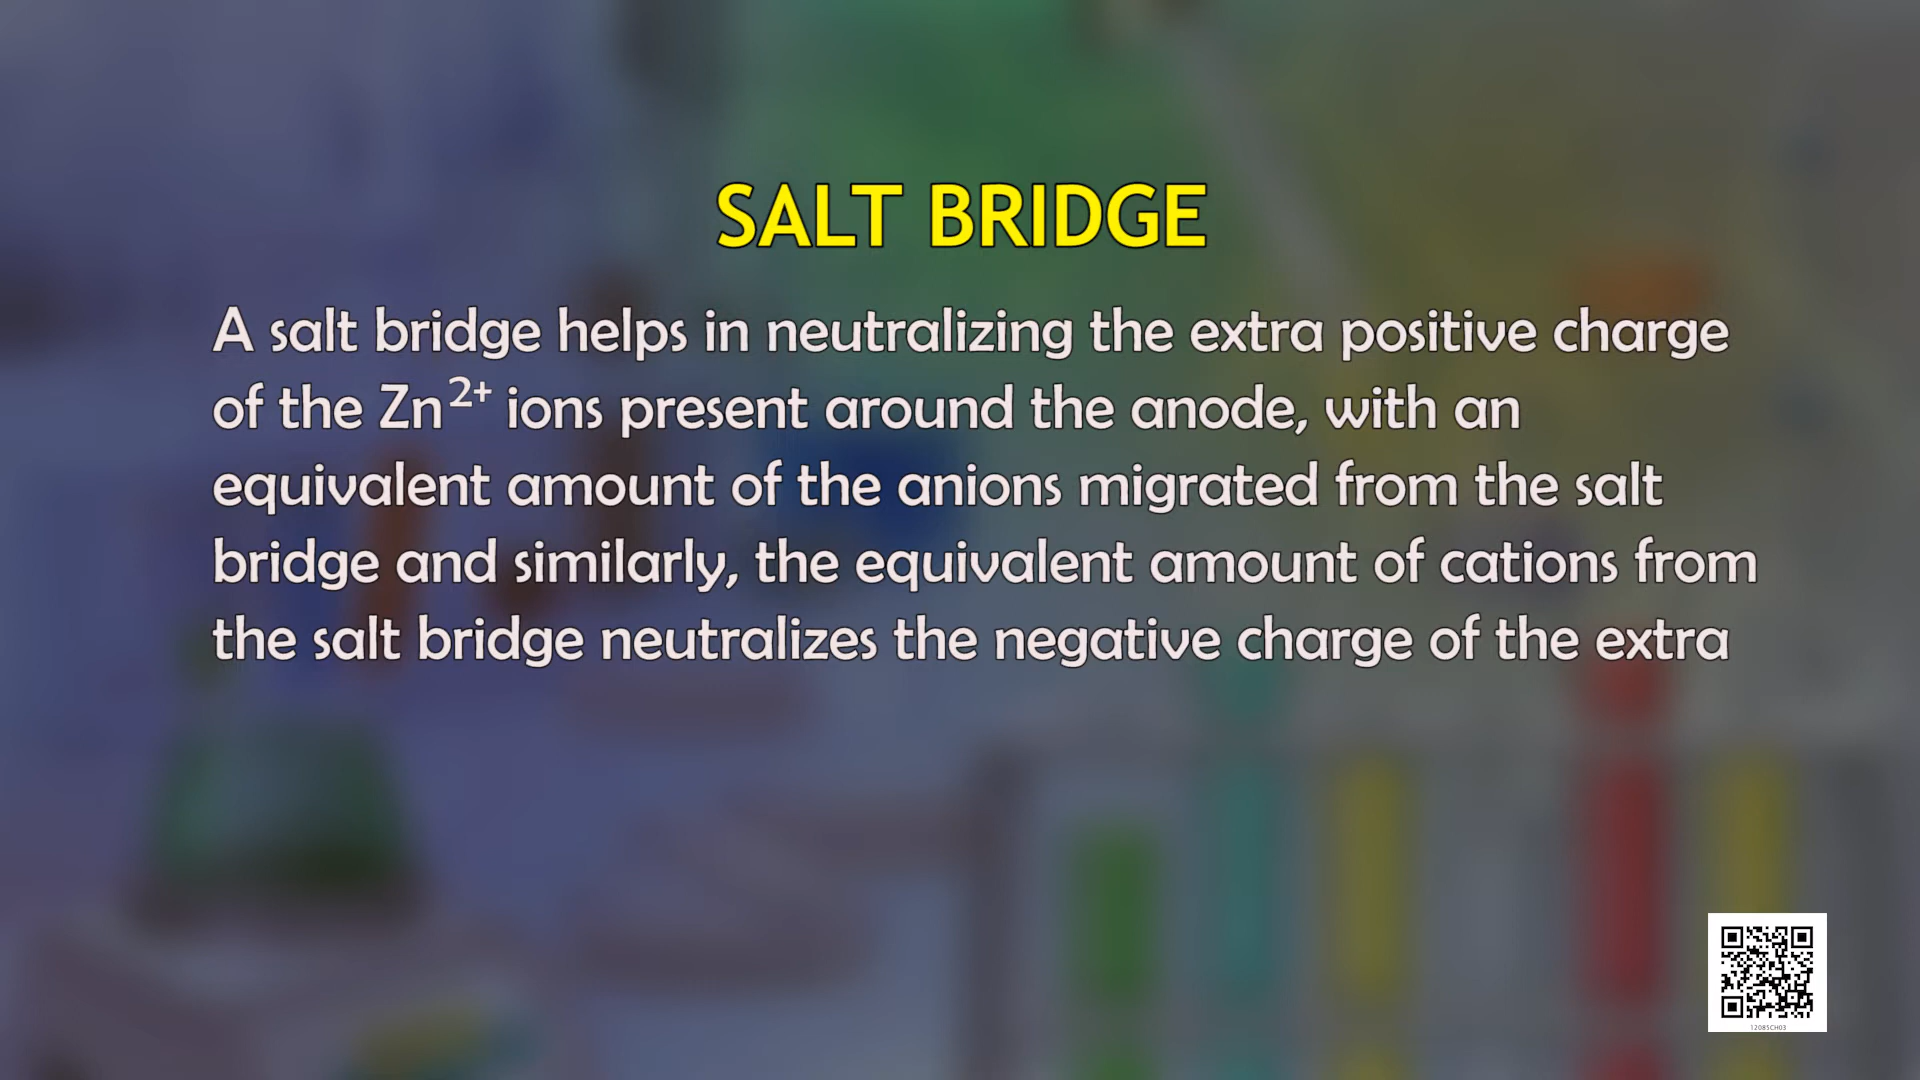 SALT BRIDGE
A salt bridge helps in neutralizing the extra positive charge
of the Zn²⁺ ions present around the anode, with an
equivalent amount of the anions migrated from the salt
bridge and similarly, the equivalent amount of cations from
the salt bridge neutralizes the negative charge of the extra
12085CH03